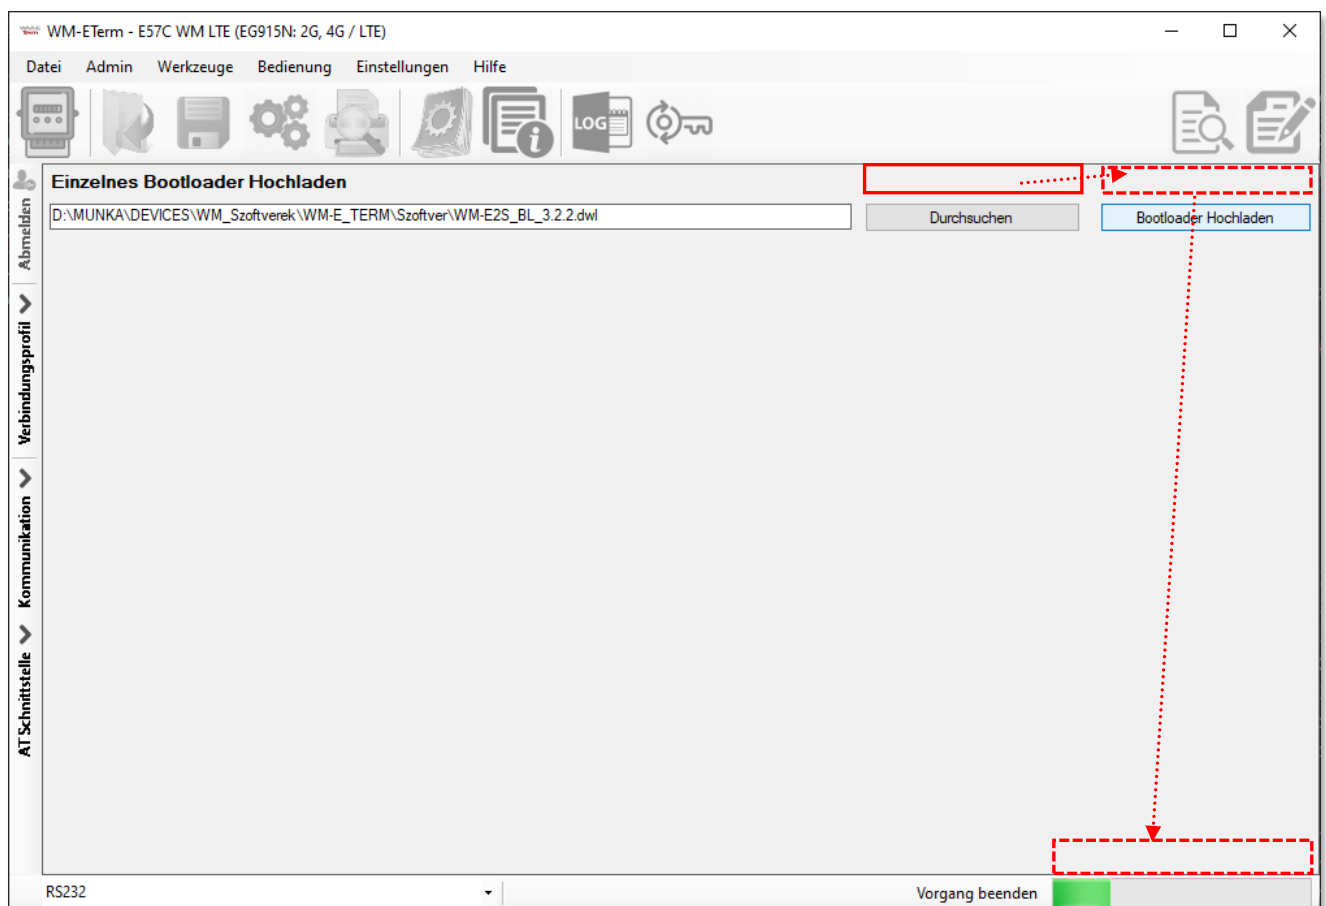 WM-ETerm - E57C WM LTE (EG915N: 2G, 4G / LTE)
Datei Admin Werkzeuge Bedienung Einstellungen Hilfe
LOG
Abmelden
Verbindungsprofil
Kommunikation
AT Schnittstelle
Einzelnes Bootloader Hochladen
D:\MUNKA\DEVICES\WM_Szoftverek\WM-E_TERM\Szoftver\WM-E2S_BL_3.2.2.dwl
Durchsuchen
Bootloader Hochladen
RS232
Vorgang beenden